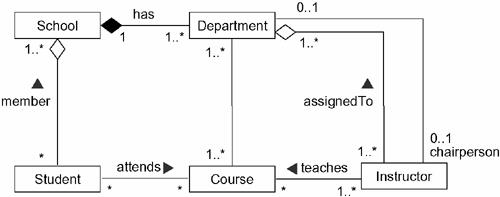 has
School
Department
0..1
1..*
1
1..*
1..*
1..*
member
assignedTo
0..1
chairperson
*
attends
1..*
teaches
1..*
Student
Course
Instructor
*
*
*
1..*